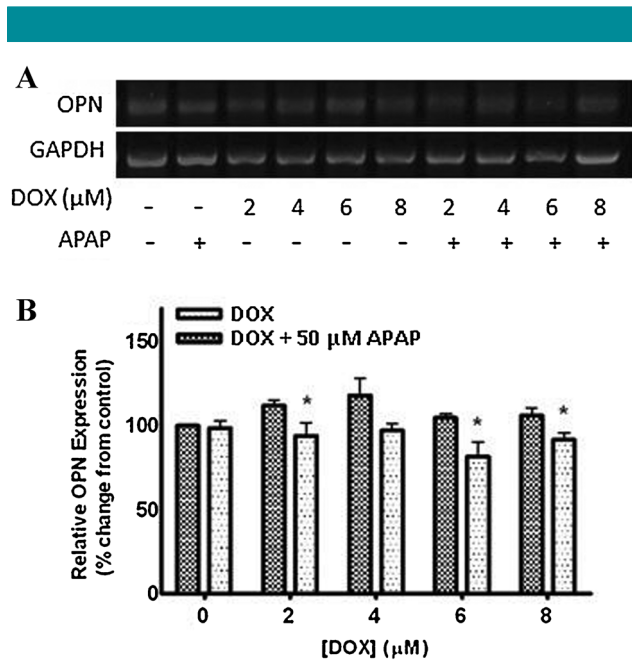 A
OPN
GAPDH
DOX (µM) - - 2 4 6 8 2 4 6 8
APAP - + - - - - + + + +
B
DOX
DOX + 50 µM APAP
Relative OPN Expression
(% change from control)
150
100
50
0
* * *
0 2 4 6 8
[DOX] (µM)